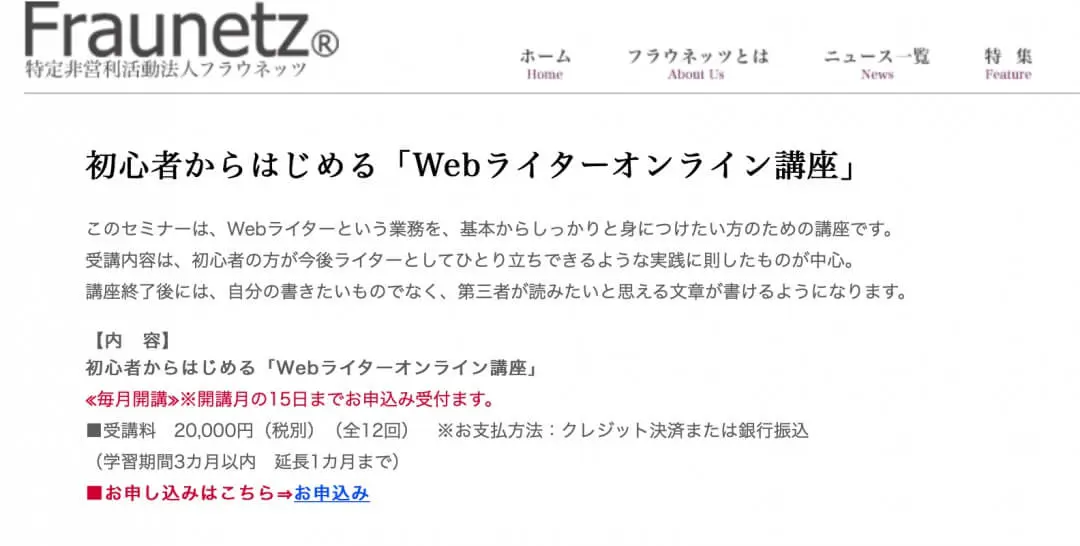 Fraunetz®
特定非営利活動法人フラウネッツ
ホーム フラウネッツとは ニュース一覧 特 集
Home About Us News Feature
初心者からはじめる「Webライターオンライン講座」
このセミナーは、Webライターという業務を、基本からしっかりと身につけたい方のための講座です。
受講内容は、初心者の方が今後ライターとしてひとり立ちできるような実践に則したものが中心。
講座終了後には、自分の書きたいものでなく、第三者が読みたいと思える文章が書けるようになります。
【内　容】
初心者からはじめる「Webライターオンライン講座」
≪毎月開講≫※開講月の15日までお申込み受付ます。
■受講料　20,000円（税別）（全12回）　※お支払方法：クレジット決済または銀行振込
（学習期間3カ月以内　延長1カ月まで）
■お申し込みはこちら⇒お申込み